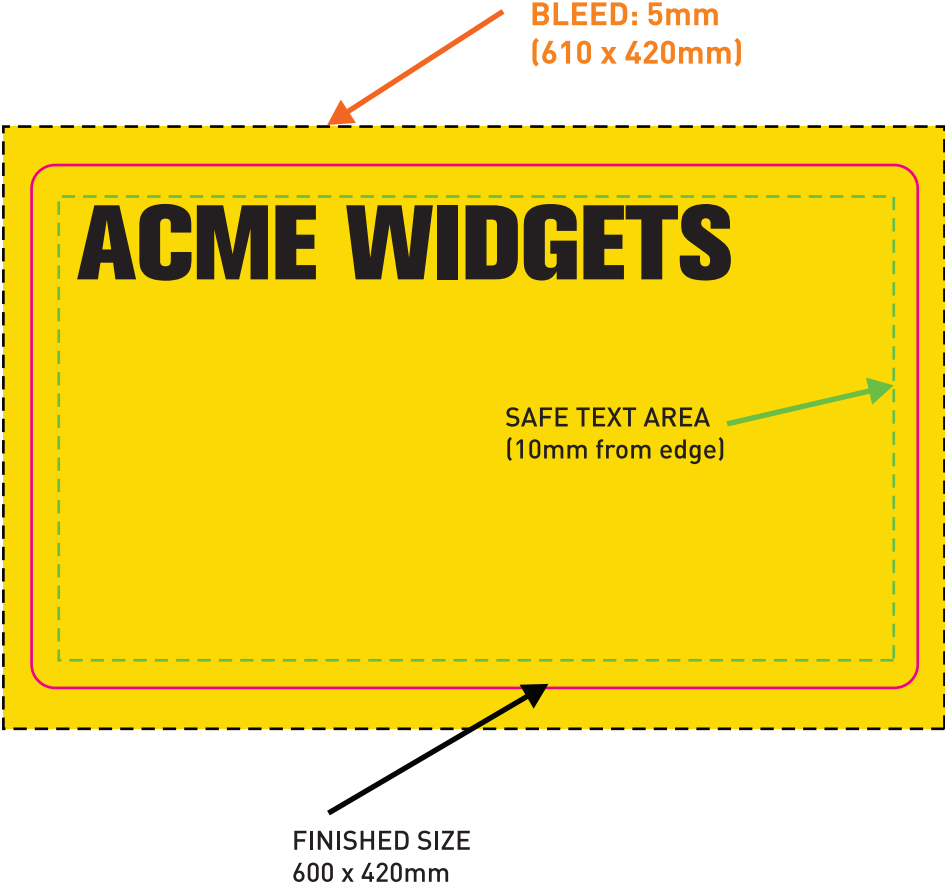 BLEED: 5mm
(610 x 420mm)
ACME WIDGETS
SAFE TEXT AREA
(10mm from edge)
FINISHED SIZE
600 x 420mm